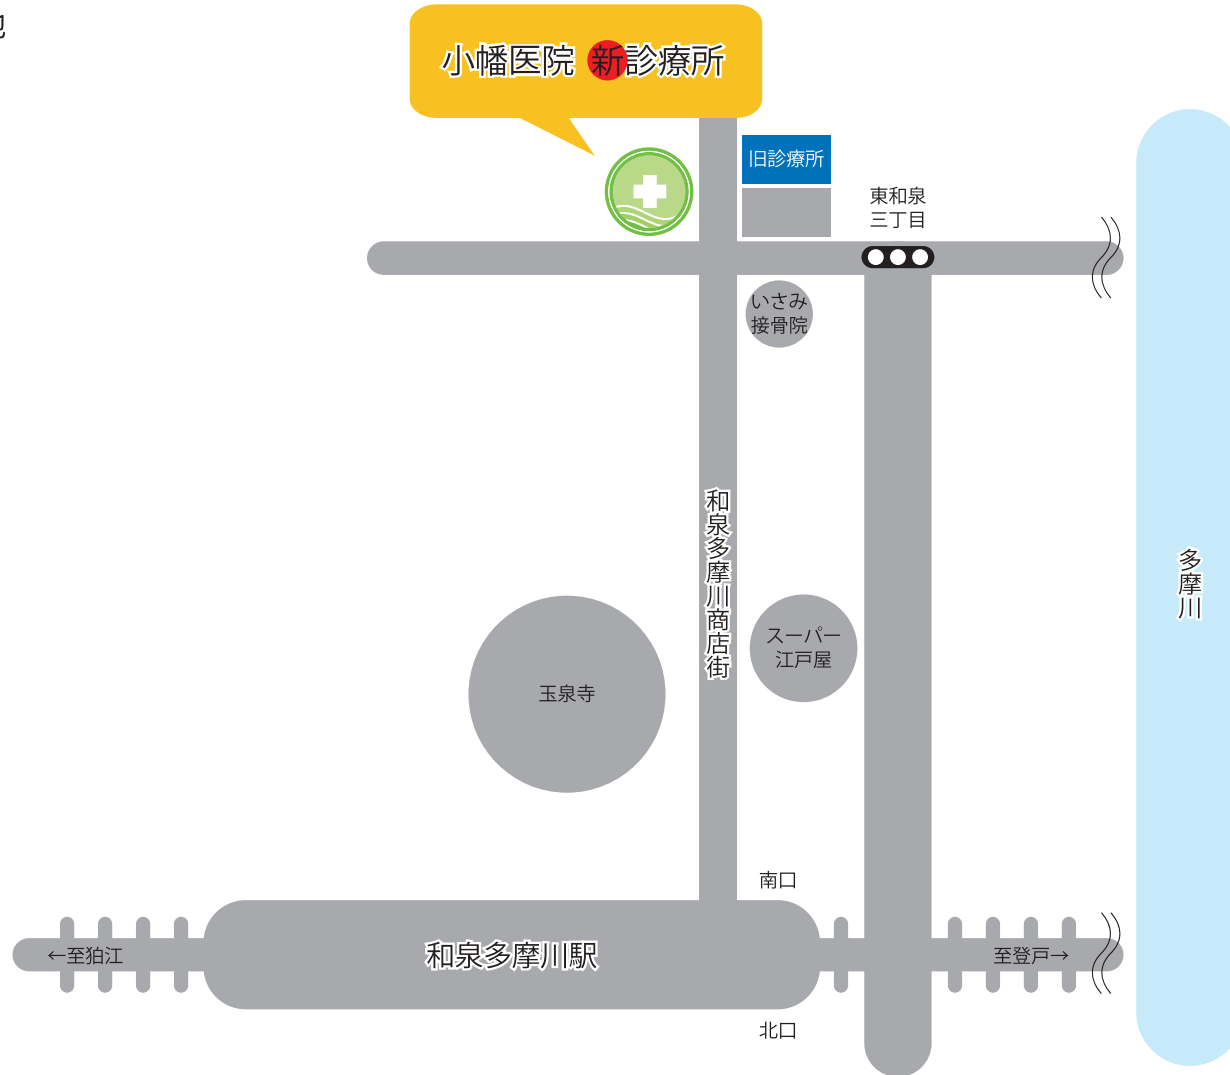 小幡医院 新診療所
旧診療所
東和泉
三丁目
いさみ
接骨院
和泉多摩川商店街
多摩川
スーパー
江戸屋
玉泉寺
南口
←至狛江
和泉多摩川駅
至登戸→
北口